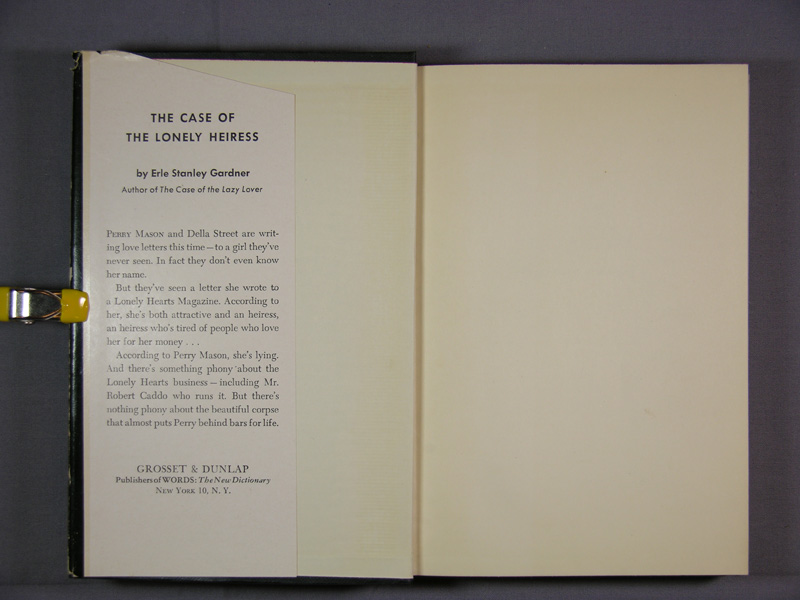 THE CASE OF
THE LONELY HEIRESS
by Erle Stanley Gardner
Author of The Case of the Lazy Lover
PERRY MASON and Della Street are writ-
ing love letters this time—to a girl they've
never seen. In fact they don't even know
her name.
But they've seen a letter she wrote to
a Lonely Hearts Magazine. According to
her, she's both attractive and an heiress,
an heiress who's tired of people who love
her for her money . . .
According to Perry Mason, she's lying.
And there's something phony about the
Lonely Hearts business—including Mr.
Robert Caddo who runs it. But there's
nothing phony about the beautiful corpse
that almost puts Perry behind bars for life.
GROSSET & DUNLAP
Publishers of WORDS: The New Dictionary
NEW YORK 10, N. Y.